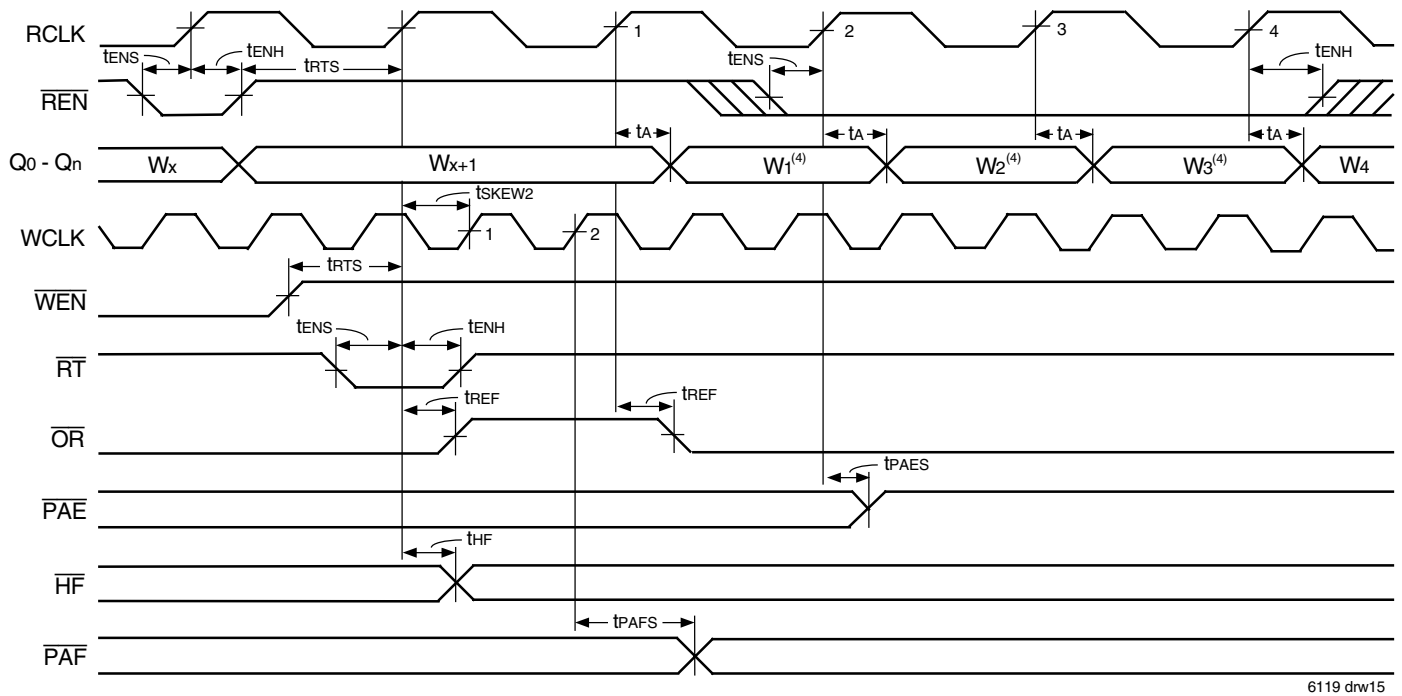 RCLK
1
2
3
4
tENS
tENH
tRTS
tENS
tENH
REN
tA
tA
tA
tA
Q0 - Qn
Wx
Wx+1
W1(4)
W2(4)
W3(4)
W4
tSKEW2
WCLK
1
2
tRTS
WEN
tENS
tENH
RT
tREF
tREF
OR
tPAES
PAE
tHF
HF
tPAFS
PAF
6119 drw15